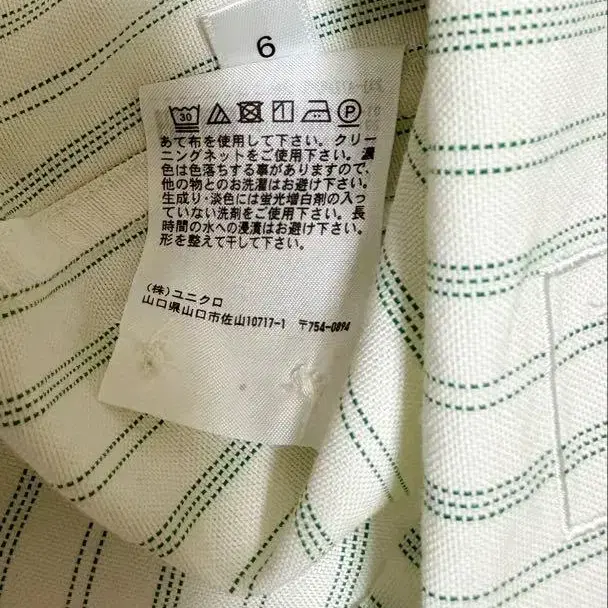 6
30
P
あて布を使用して下さい。クリー
ニングネットをご使用下さい。濃
色は色落ちする事がありますので、
他の物とのお洗濯はお避け下さい。
生成り・淡色には蛍光増白剤の入っ
ていない洗剤をご使用下さい。長
時間の水への浸漬はお避け下さい。
形を整えて干して下さい。
(株)ユニクロ
山口県山口市佐山10717-1 〒754-0894